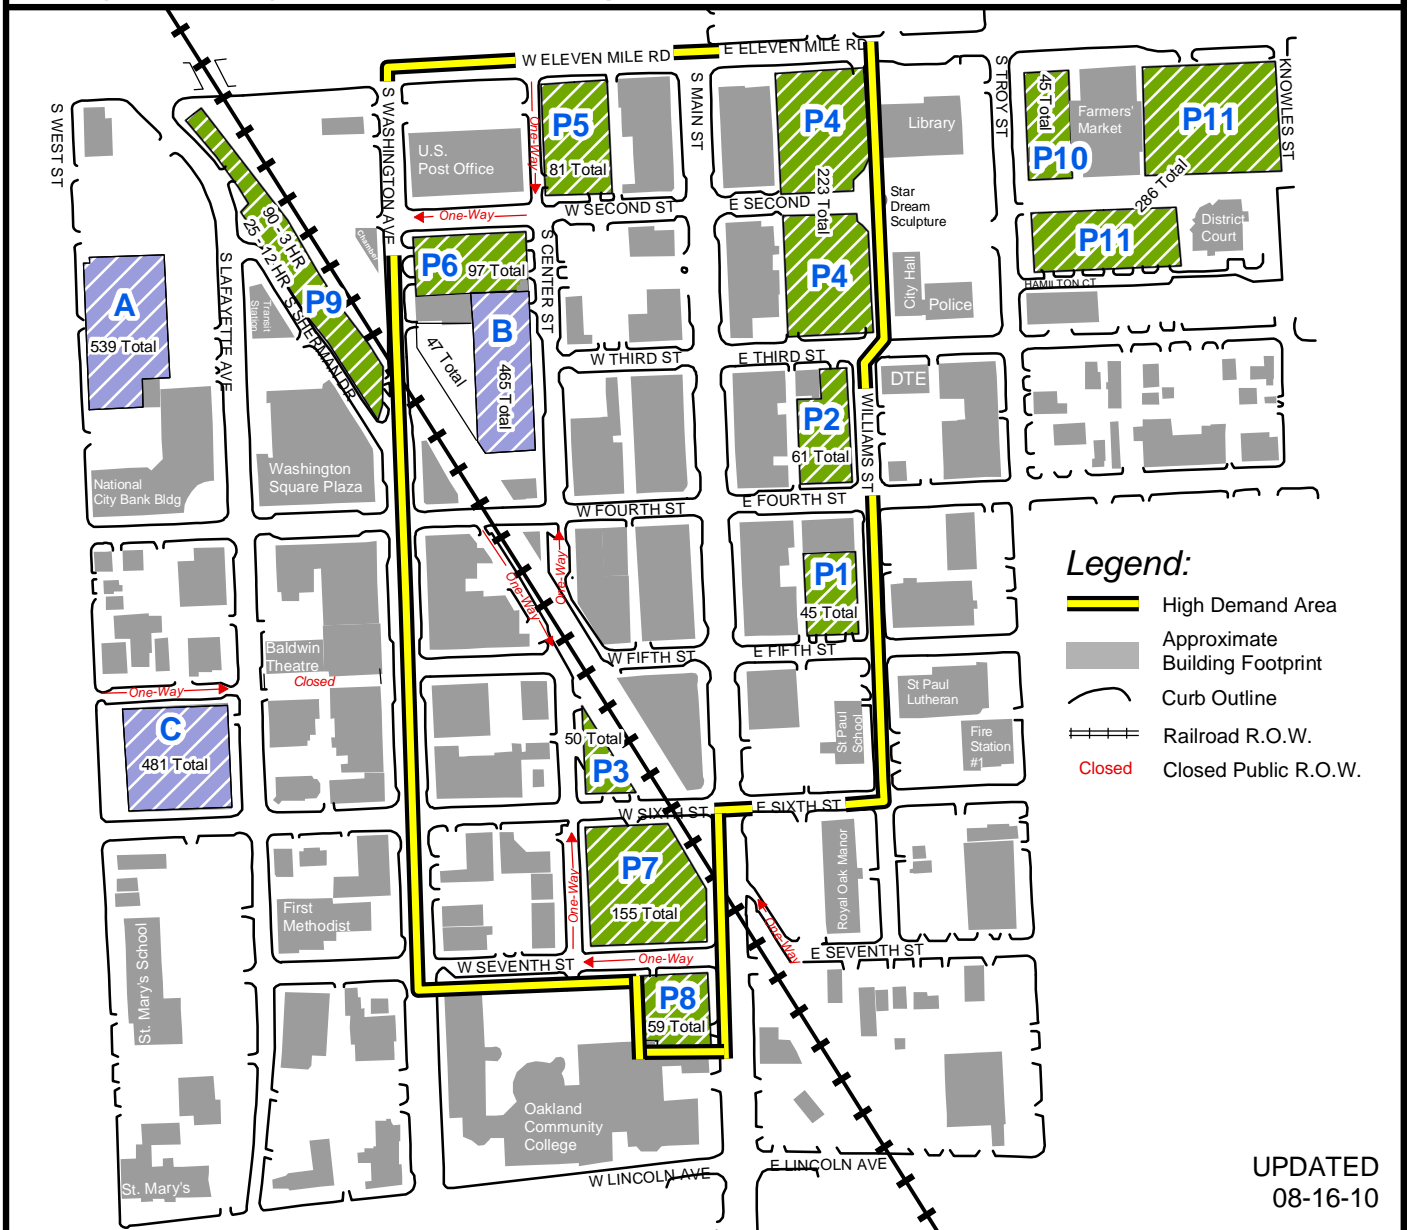 W ELEVEN MILE RD
E ELEVEN MILE RD
S WEST ST
S WASHINGTON AVE
One-Way
P5
81 Total
S MAIN ST
P4
223 Total
Library
S TROY ST
45 Total
P10
Farmers'
Market
P11
286 Total
KNOWLES ST
U.S.
Post Office
One-Way
W SECOND ST
E SECOND
Star
Dream
Sculpture
P11
District
Court
HAMILTON CT
90 - 3 HR
25 - 12 HR
P9
S SHERMAN DR
Chamber
Transit
Station
S LAFAYETTE AVE
A
539 Total
P6
97 Total
S CENTER ST
B
465 Total
47 Total
P4
City Hall
Police
W THIRD ST
E THIRD ST
DTE
P2
61 Total
WILLIAMS ST
National
City Bank Bldg
Washington
Square Plaza
W FOURTH ST
E FOURTH ST
One-Way
One-Way
P1
45 Total
Legend:
High Demand Area
Approximate
Building Footprint
Curb Outline
Railroad R.O.W.
Closed
Closed Public R.O.W.
Baldwin
Theatre
Closed
One-Way
W FIFTH ST
E FIFTH ST
C
481 Total
50 Total
P3
St Paul
School
St Paul
Lutheran
Fire
Station
#1
W SIXTH ST
E SIXTH ST
P7
155 Total
One-Way
Royal Oak Manor
First
Methodist
St. Mary's School
W SEVENTH ST
One-Way
One-Way
E SEVENTH ST
P8
59 Total
Oakland
Community
College
St. Mary's
W LINCOLN AVE
E LINCOLN AVE
UPDATED
08-16-10